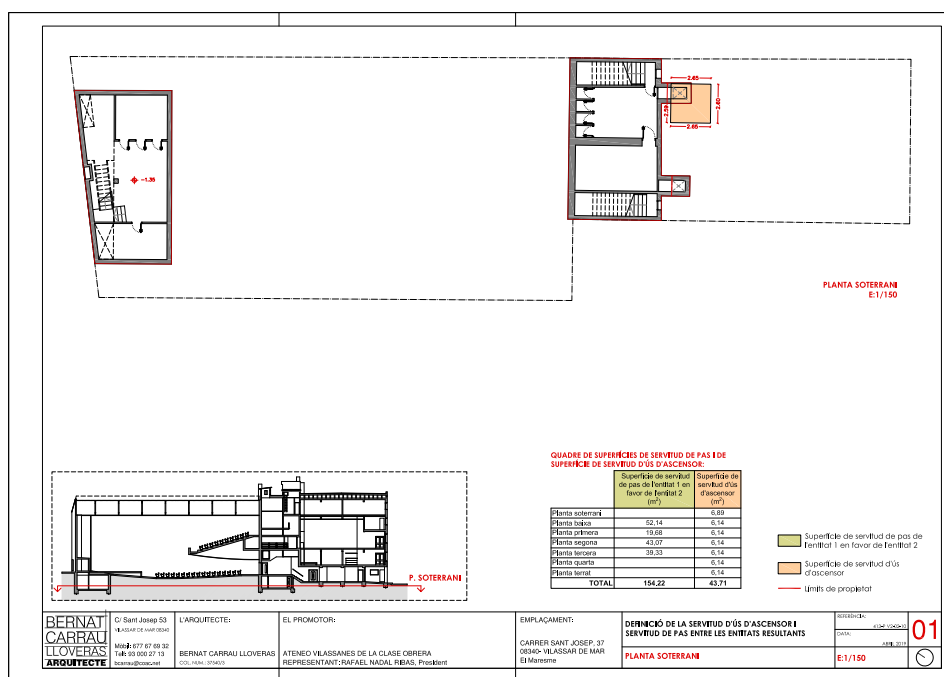 2.65
2.60
2.59
2.65
-1.35
PLANTA SOTERRANI
E:1/150
QUADRE DE SUPERFÍCIES DE SERVITUD DE PAS I DE
SUPERFÍCIE DE SERVITUD D'ÚS D'ASCENSOR:
Superfície de servitud de pas de l'entitat 1 en favor de l'entitat 2 (m²) Superfície de servitud d'ús d'ascensor (m²)
Planta soterrani 6,89
Planta baixa 52,14 6,14
Planta primera 19,68 6,14
Planta segona 43,07 6,14
Planta tercera 39,33 6,14
Planta quarta 6,14
Planta terrat 6,14
TOTAL 154,22 43,71
Superfície de servitud de pas de
l'entitat 1 en favor de l'entitat 2
Superfície de servitud d'ús
d'ascensor
Límits de propietat
P. SOTERRANI
BERNAT
CARRAU
LLOVERAS
ARQUITECTE
C/ Sant Josep 53
VILASSAR DE MAR 08340
Mòbil: 677 67 69 32
Tel: 93 000 27 13
bcarrau@coac.net
L'ARQUITECTE:
BERNAT CARRAU LLOVERAS
COL. NÚM.: 37540/3
EL PROMOTOR:
ATENEO VILASSANES DE LA CLASE OBRERA
REPRESENTANT: RAFAEL NADAL RIBAS, President
EMPLAÇAMENT:
CARRER SANT JOSEP, 37
08340- VILASSAR DE MAR
El Maresme
DEFINICIÓ DE LA SERVITUD D'ÚS D'ASCENSOR I
SERVITUD DE PAS ENTRE LES ENTITATS RESULTANTS
PLANTA SOTERRANI
REFERÈNCIA:
DATA:
ABRIL 2019
E:1/150
01